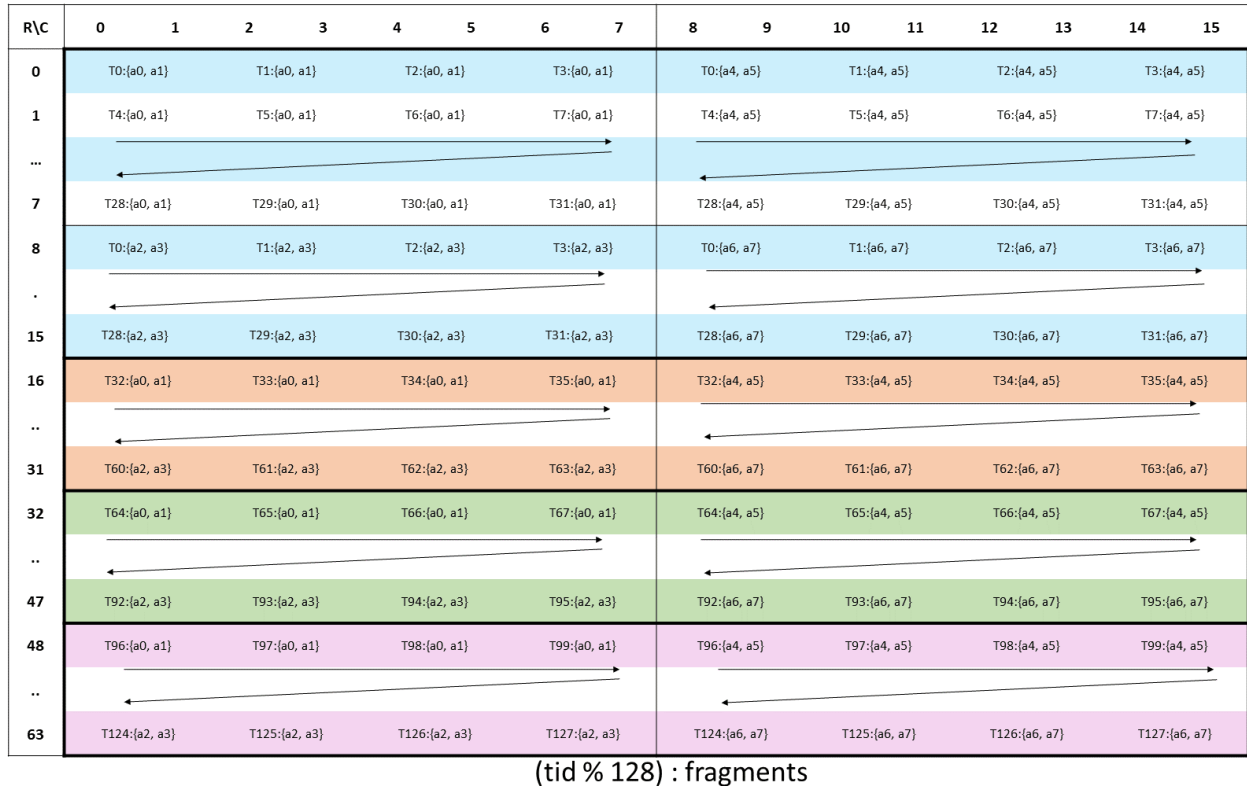 R\C 0 1 2 3 4 5 6 7 8 9 10 11 12 13 14 15
0 T0:{a0, a1} T1:{a0, a1} T2:{a0, a1} T3:{a0, a1} T0:{a4, a5} T1:{a4, a5} T2:{a4, a5} T3:{a4, a5}
1 T4:{a0, a1} T5:{a0, a1} T6:{a0, a1} T7:{a0, a1} T4:{a4, a5} T5:{a4, a5} T6:{a4, a5} T7:{a4, a5}
...
7 T28:{a0, a1} T29:{a0, a1} T30:{a0, a1} T31:{a0, a1} T28:{a4, a5} T29:{a4, a5} T30:{a4, a5} T31:{a4, a5}
8 T0:{a2, a3} T1:{a2, a3} T2:{a2, a3} T3:{a2, a3} T0:{a6, a7} T1:{a6, a7} T2:{a6, a7} T3:{a6, a7}
.
15 T28:{a2, a3} T29:{a2, a3} T30:{a2, a3} T31:{a2, a3} T28:{a6, a7} T29:{a6, a7} T30:{a6, a7} T31:{a6, a7}
16 T32:{a0, a1} T33:{a0, a1} T34:{a0, a1} T35:{a0, a1} T32:{a4, a5} T33:{a4, a5} T34:{a4, a5} T35:{a4, a5}
..
31 T60:{a2, a3} T61:{a2, a3} T62:{a2, a3} T63:{a2, a3} T60:{a6, a7} T61:{a6, a7} T62:{a6, a7} T63:{a6, a7}
32 T64:{a0, a1} T65:{a0, a1} T66:{a0, a1} T67:{a0, a1} T64:{a4, a5} T65:{a4, a5} T66:{a4, a5} T67:{a4, a5}
..
47 T92:{a2, a3} T93:{a2, a3} T94:{a2, a3} T95:{a2, a3} T92:{a6, a7} T93:{a6, a7} T94:{a6, a7} T95:{a6, a7}
48 T96:{a0, a1} T97:{a0, a1} T98:{a0, a1} T99:{a0, a1} T96:{a4, a5} T97:{a4, a5} T98:{a4, a5} T99:{a4, a5}
..
63 T124:{a2, a3} T125:{a2, a3} T126:{a2, a3} T127:{a2, a3} T124:{a6, a7} T125:{a6, a7} T126:{a6, a7} T127:{a6, a7}
(tid % 128) : fragments